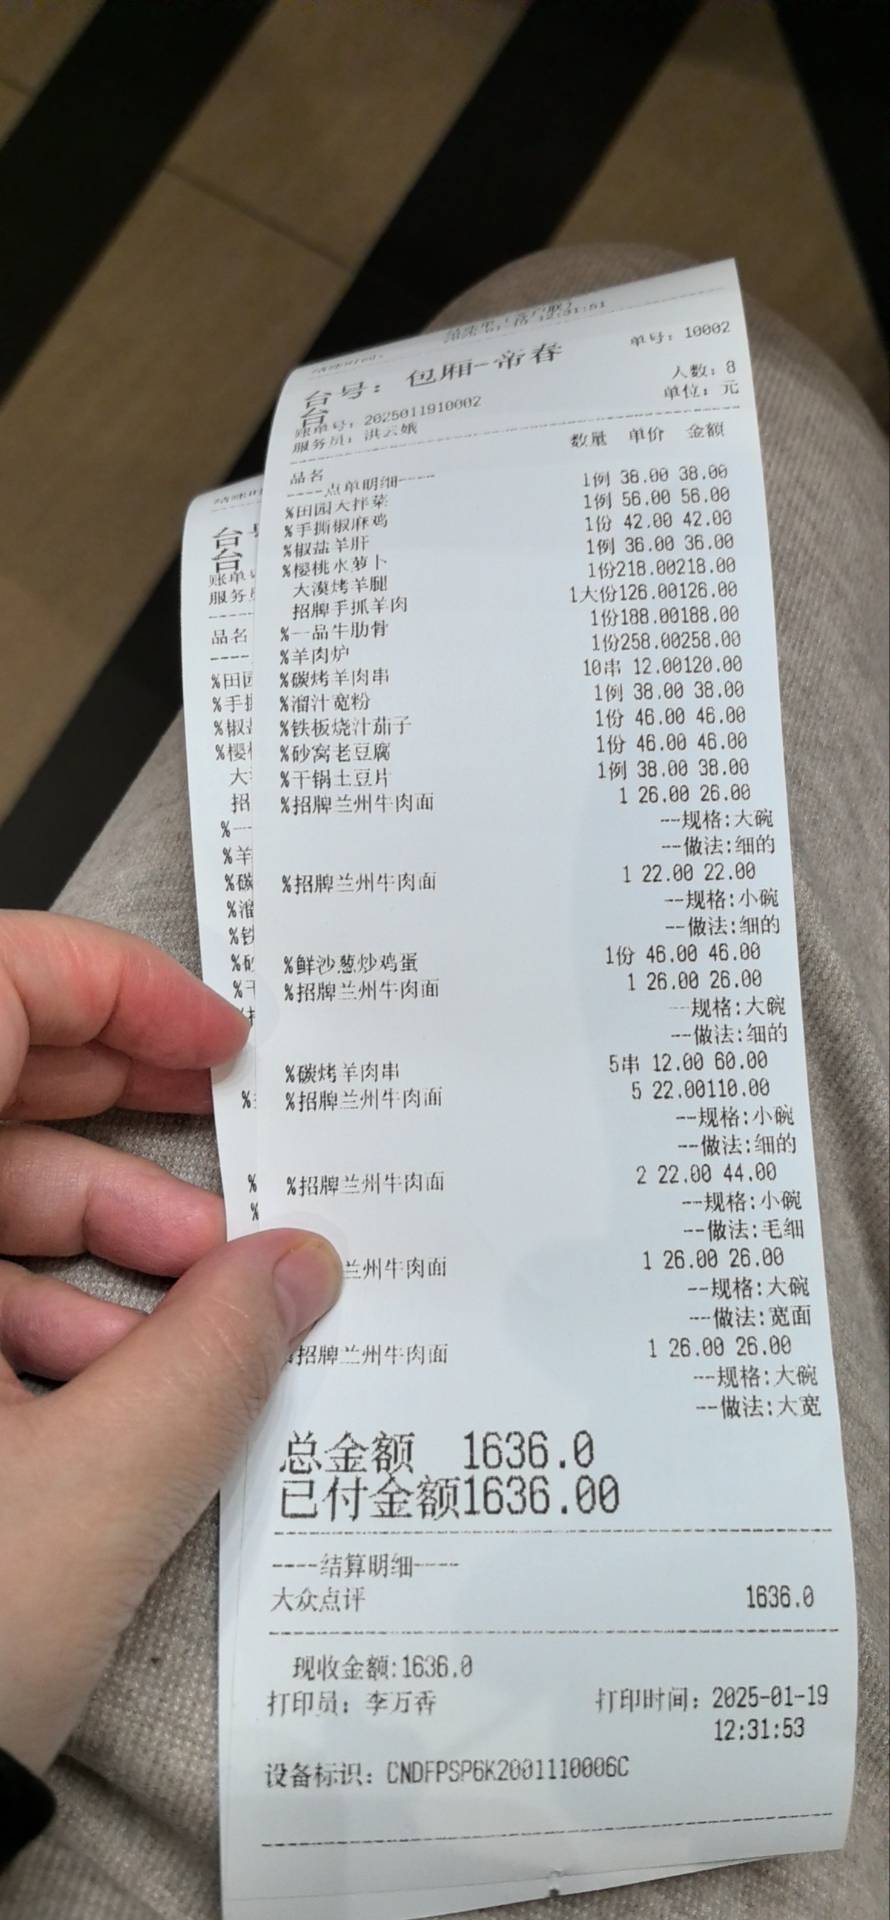 单号: 10002
台号: 包厢-帝春
台
人数: 8
账单号: 2025011910002
单位: 元
服务员: 洪云娥
品名 数量 单价 金额
----点单明细----
%田园大拌菜 1例 38.00 38.00
%手撕椒麻鸡 1例 56.00 56.00
%椒盐羊肝 1份 42.00 42.00
%樱桃水萝卜 1例 36.00 36.00
大漠烤羊腿 1份218.00218.00
招牌手抓羊肉 1大份126.00126.00
%一品牛肋骨 1份188.00188.00
%羊肉炉 1份258.00258.00
%碳烤羊肉串 10串 12.00120.00
%溜汁宽粉 1例 38.00 38.00
%铁板烧汁茄子 1份 46.00 46.00
%砂窝老豆腐 1份 46.00 46.00
%干锅土豆片 1例 38.00 38.00
%招牌兰州牛肉面 1 26.00 26.00
--规格:大碗
--做法:细的
%招牌兰州牛肉面 1 22.00 22.00
--规格:小碗
--做法:细的
%鲜沙葱炒鸡蛋 1份 46.00 46.00
%招牌兰州牛肉面 1 26.00 26.00
--规格:大碗
--做法:细的
%碳烤羊肉串 5串 12.00 60.00
%招牌兰州牛肉面 5 22.00110.00
--规格:小碗
--做法:细的
%招牌兰州牛肉面 2 22.00 44.00
--规格:小碗
--做法:毛细
兰州牛肉面 1 26.00 26.00
--规格:大碗
--做法:宽面
招牌兰州牛肉面 1 26.00 26.00
--规格:大碗
--做法:大宽
总金额 1636.0
已付金额1636.00
----结算明细----
大众点评 1636.0
现收金额:1636.0
打印员: 李万香 打印时间: 2025-01-19
12:31:53
设备标识: CNDFPSP6K2001110006C